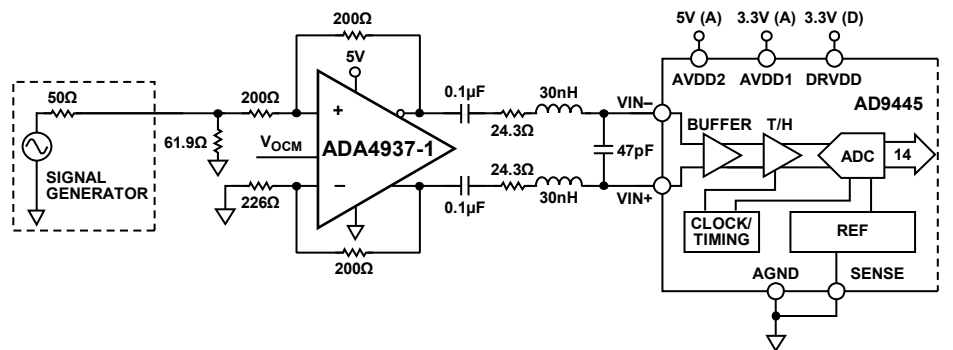 200Ω
5V (A)
3.3V (A)
3.3V (D)
5V
AVDD2
AVDD1
DRVDD
50Ω
200Ω
+
0.1µF
30nH
VIN–
AD9445
24.3Ω
BUFFER
T/H
61.9Ω
VOCM
ADA4937-1
47pF
ADC
14
SIGNAL
GENERATOR
24.3Ω
–
226Ω
0.1µF
30nH
VIN+
CLOCK/
TIMING
REF
200Ω
AGND
SENSE